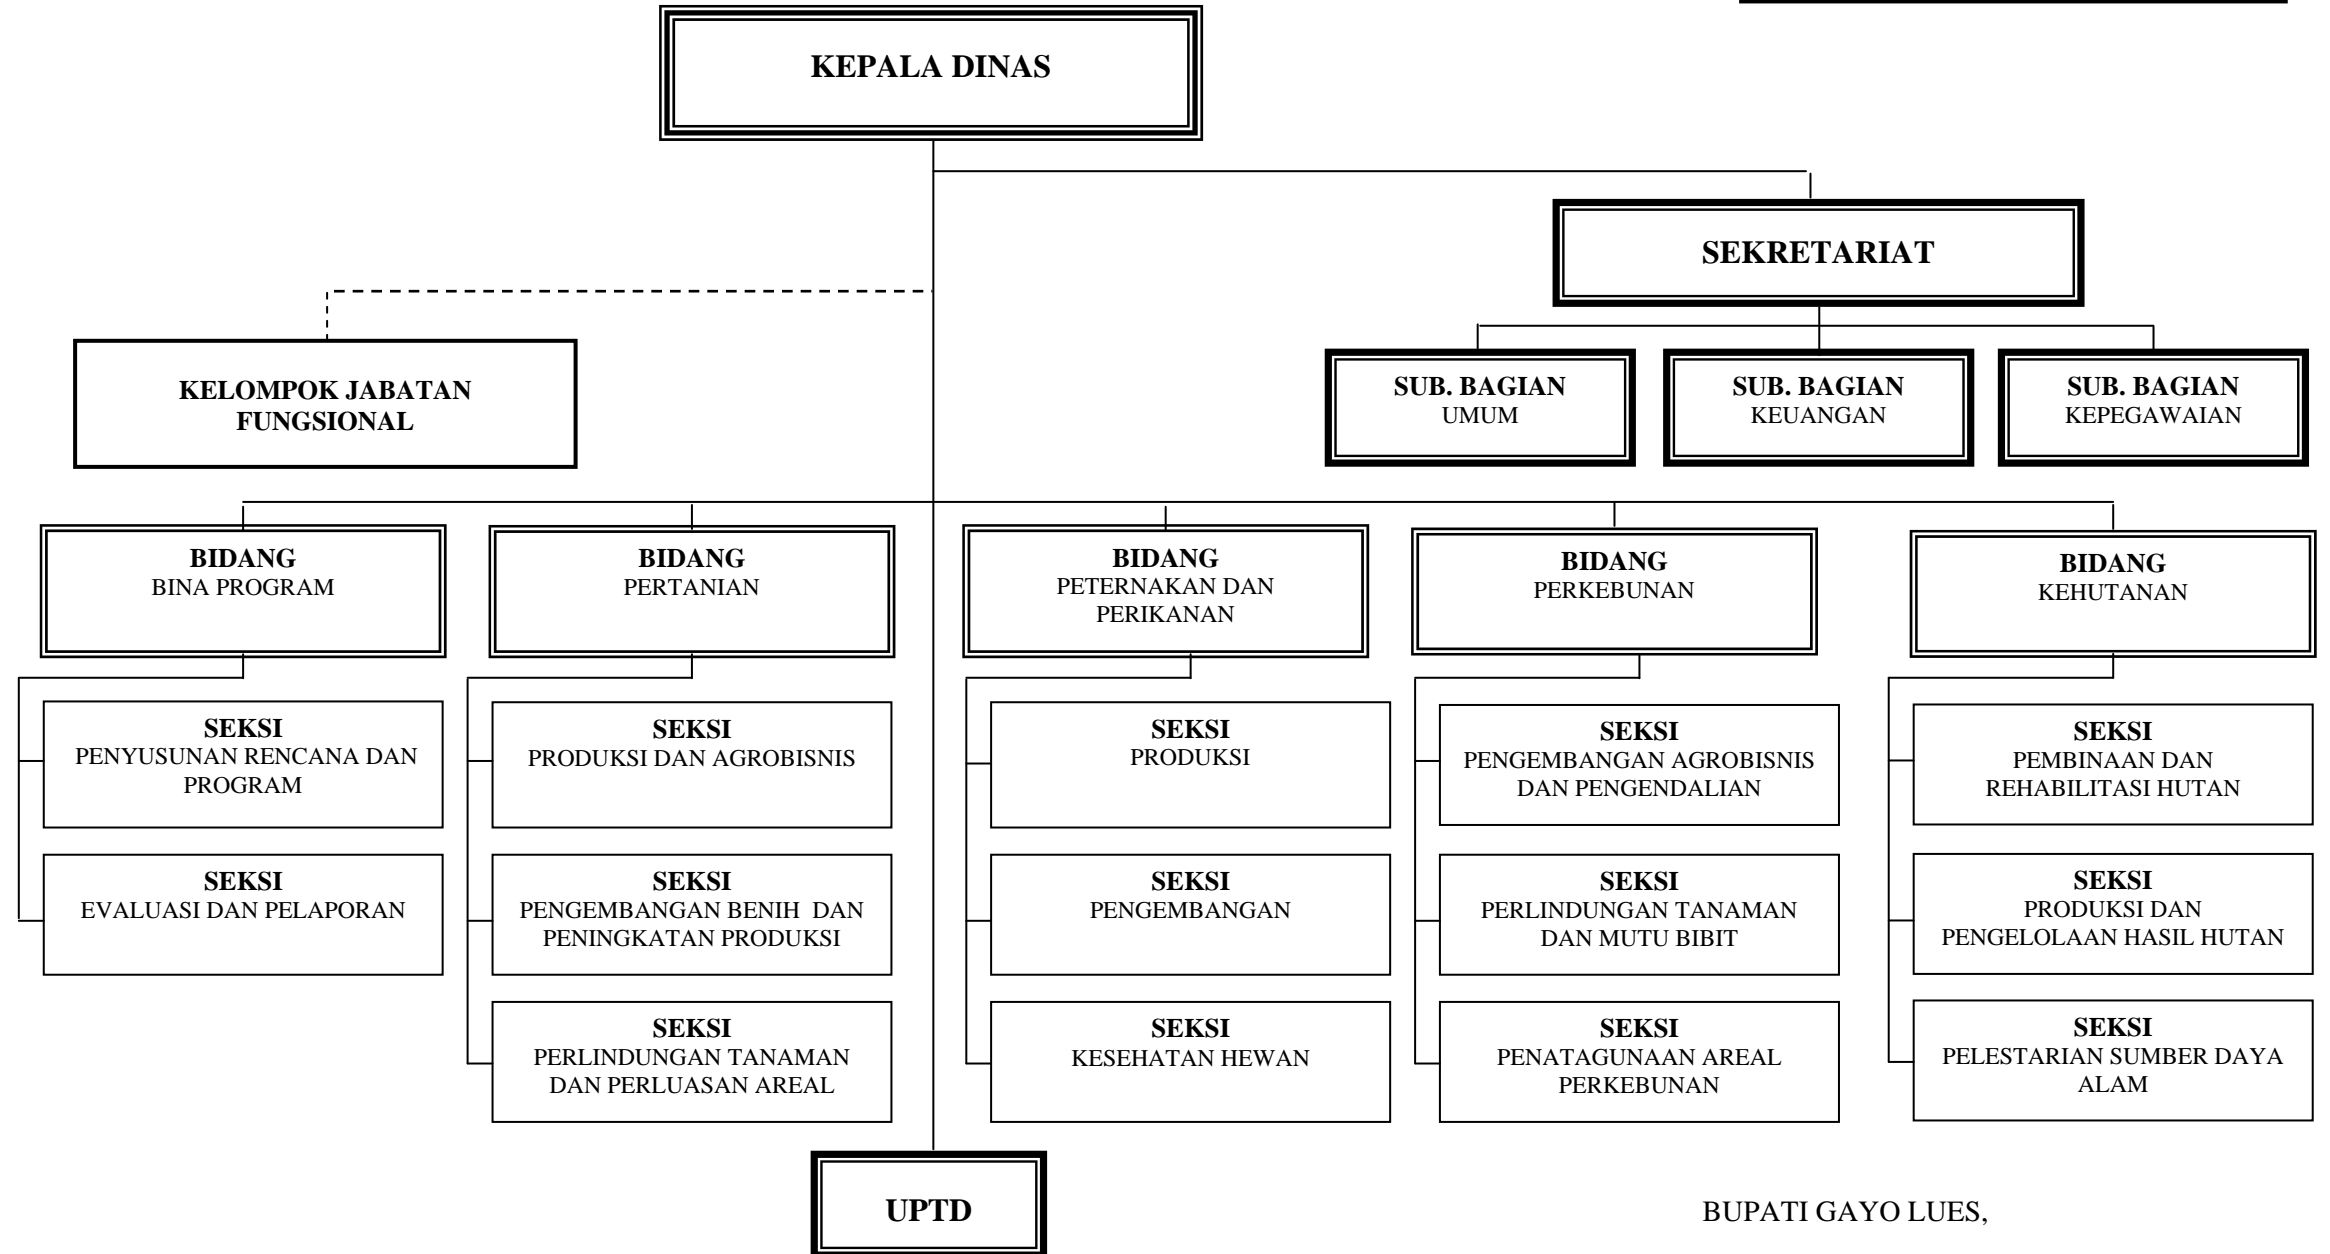 KEPALA DINAS
SEKRETARIAT
KELOMPOK JABATAN
FUNGSIONAL
SUB. BAGIAN
UMUM
SUB. BAGIAN
KEUANGAN
SUB. BAGIAN
KEPEGAWAIAN
BIDANG
BINA PROGRAM
BIDANG
PERTANIAN
BIDANG
PETERNAKAN DAN
PERIKANAN
BIDANG
PERKEBUNAN
BIDANG
KEHUTANAN
SEKSI
PENYUSUNAN RENCANA DAN
PROGRAM
SEKSI
PRODUKSI DAN AGROBISNIS
SEKSI
PRODUKSI
SEKSI
PENGEMBANGAN AGROBISNIS
DAN PENGENDALIAN
SEKSI
PEMBINAAN DAN
REHABILITASI HUTAN
SEKSI
EVALUASI DAN PELAPORAN
SEKSI
PENGEMBANGAN BENIH DAN
PENINGKATAN PRODUKSI
SEKSI
PENGEMBANGAN
SEKSI
PERLINDUNGAN TANAMAN
DAN MUTU BIBIT
SEKSI
PRODUKSI DAN
PENGELOLAAN HASIL HUTAN
SEKSI
PERLINDUNGAN TANAMAN
DAN PERLUASAN AREAL
SEKSI
KESEHATAN HEWAN
SEKSI
PENATAGUNAAN AREAL
PERKEBUNAN
SEKSI
PELESTARIAN SUMBER DAYA
ALAM
UPTD
BUPATI GAYO LUES,